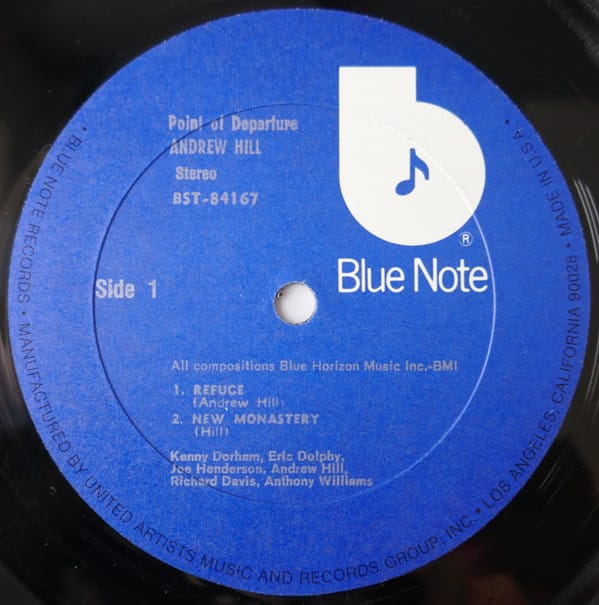 Point of Departure
ANDREW HILL
Stereo
BST-84167
®
Blue Note
Side 1
All compositions Blue Horizon Music Inc.-BMI
1. REFUGE
(Andrew Hill)
2. NEW MONASTERY
(Hill)
Kenny Dorham, Eric Dolphy,
Joe Henderson, Andrew Hill,
Richard Davis, Anthony Williams
• BLUE NOTE RECORDS • MANUFACTURED BY UNITED ARTISTS MUSIC AND RECORDS GROUP, INC. • LOS ANGELES, CALIFORNIA 90028 • MADE IN U.S.A. •